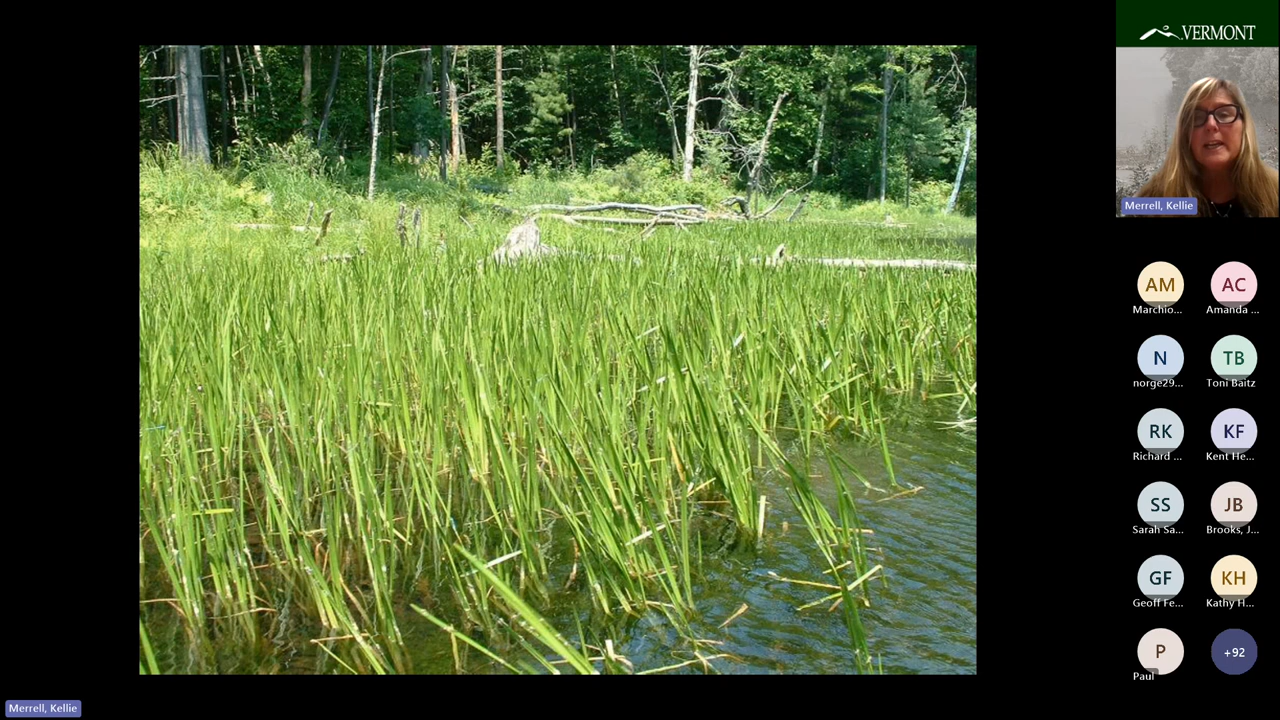 VERMONT
Merrell, Kellie
AM
AC
Marchio...
Amanda ...
N
TB
norge29...
Toni Baitz
RK
KF
Richard ...
Kent He...
SS
JB
Sarah Sa...
Brooks, J...
GF
KH
Geoff Fe...
Kathy H...
P
+92
Paul
Merrell, Kellie